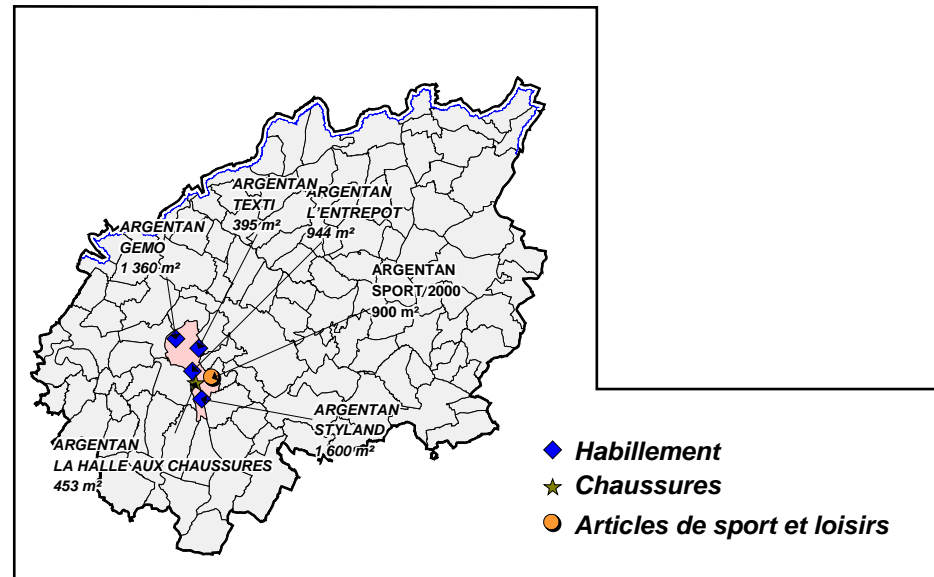 ARGENTAN
TEXTI
395 m²
ARGENTAN
L'ENTREPOT
944 m²
ARGENTAN
GEMO
1 360 m²
ARGENTAN
SPORT 2000
900 m²
ARGENTAN
STYLAND
1 600 m²
ARGENTAN
LA HALLE AUX CHAUSSURES
453 m²
Habillement
Chaussures
Articles de sport et loisirs